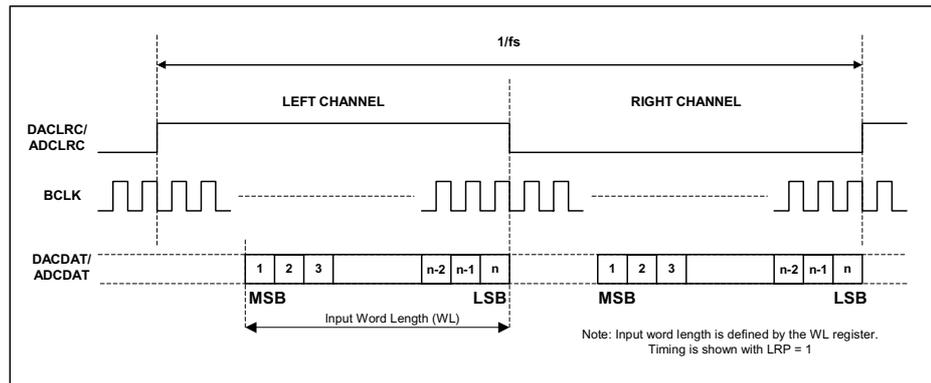 1/fs
LEFT CHANNEL
RIGHT CHANNEL
DACLRC/
ADCLRC
BCLK
DACDAT/
ADCDAT
1 2 3 n-2 n-1 n
1 2 3 n-2 n-1 n
MSB LSB
MSB LSB
Input Word Length (WL)
Note: Input word length is defined by the WL register.
Timing is shown with LRP = 1